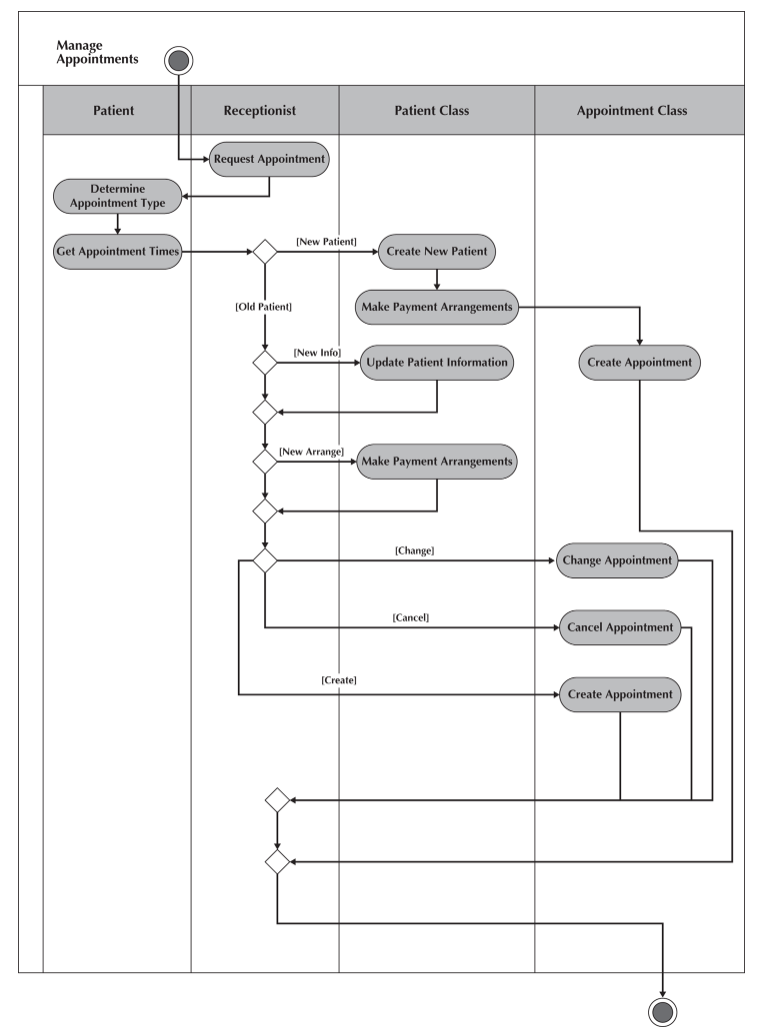 Manage
Appointments
Patient
Receptionist
Patient Class
Appointment Class
Request Appointment
Determine
Appointment Type
Get Appointment Times
[New Patient]
Create New Patient
[Old Patient]
Make Payment Arrangements
[New Info]
Update Patient Information
Create Appointment
[New Arrange]
Make Payment Arrangements
[Change]
Change Appointment
[Cancel]
Cancel Appointment
[Create]
Create Appointment